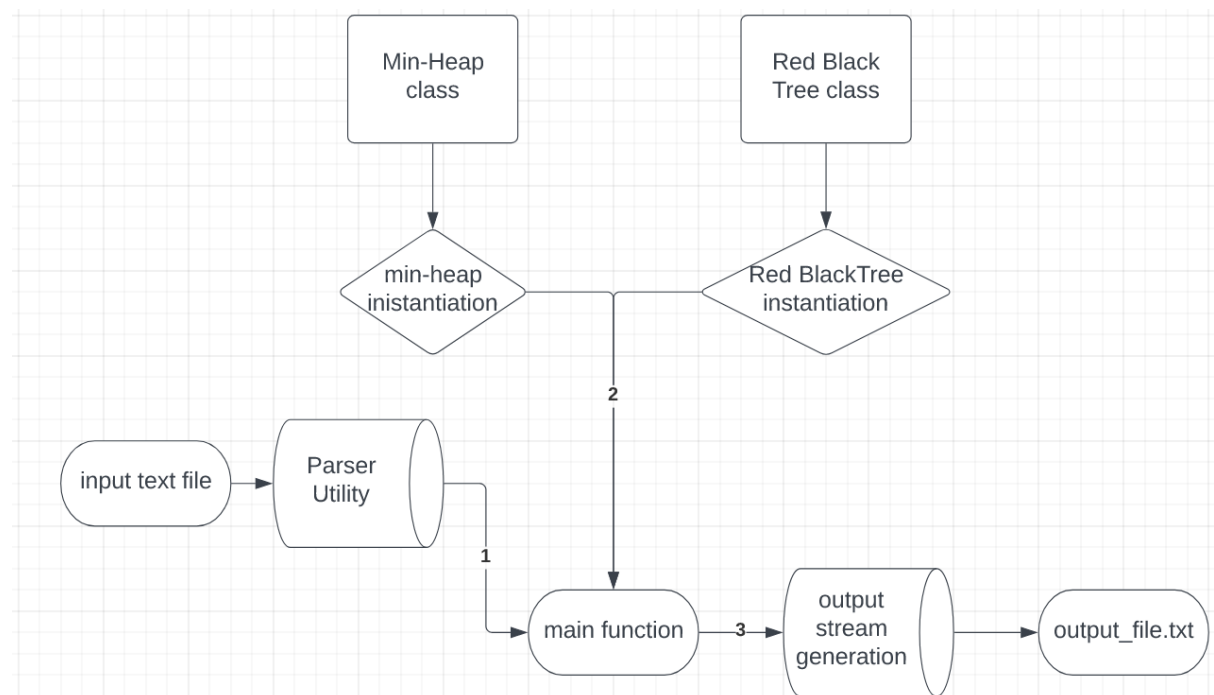 Min-Heap
class
Red Black
Tree class
min-heap
inistantiation
Red BlackTree
instantiation
2
input text file
Parser
Utility
1
main function
3
output
stream
generation
output_file.txt